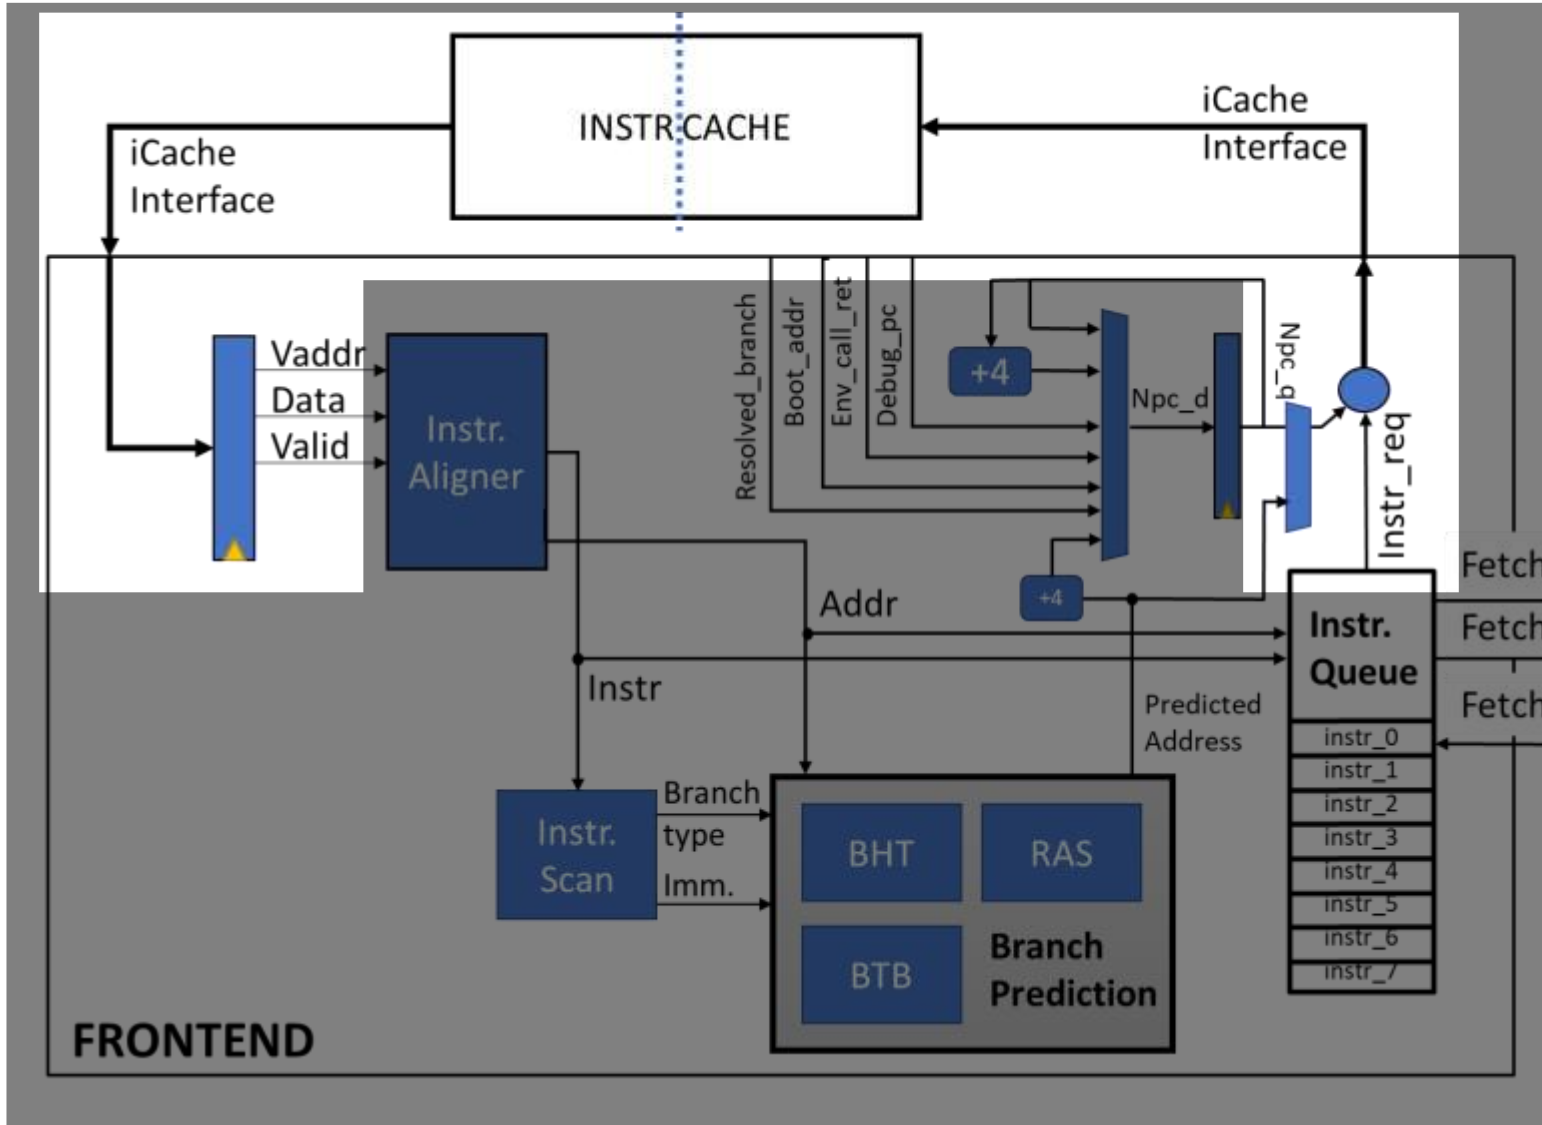 INSTR CACHE
iCache
Interface
iCache
Interface
Vaddr
Data
Valid
Instr.
Aligner
Resolved_branch
Boot_addr
Env_call_ret
Debug_pc
+4
Npc_d
Npc_q
Instr_req
+4
Addr
Instr
Predicted
Address
Fetch
Fetch
Fetch
Instr.
Queue
instr_0
instr_1
instr_2
instr_3
instr_4
instr_5
instr_6
instr_7
Instr.
Scan
Branch
type
Imm.
BHT
RAS
BTB
Branch
Prediction
FRONTEND